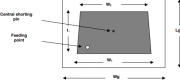 W₂
Central shorting
pin
L
Lg
Feeding
point
W₁
Wg